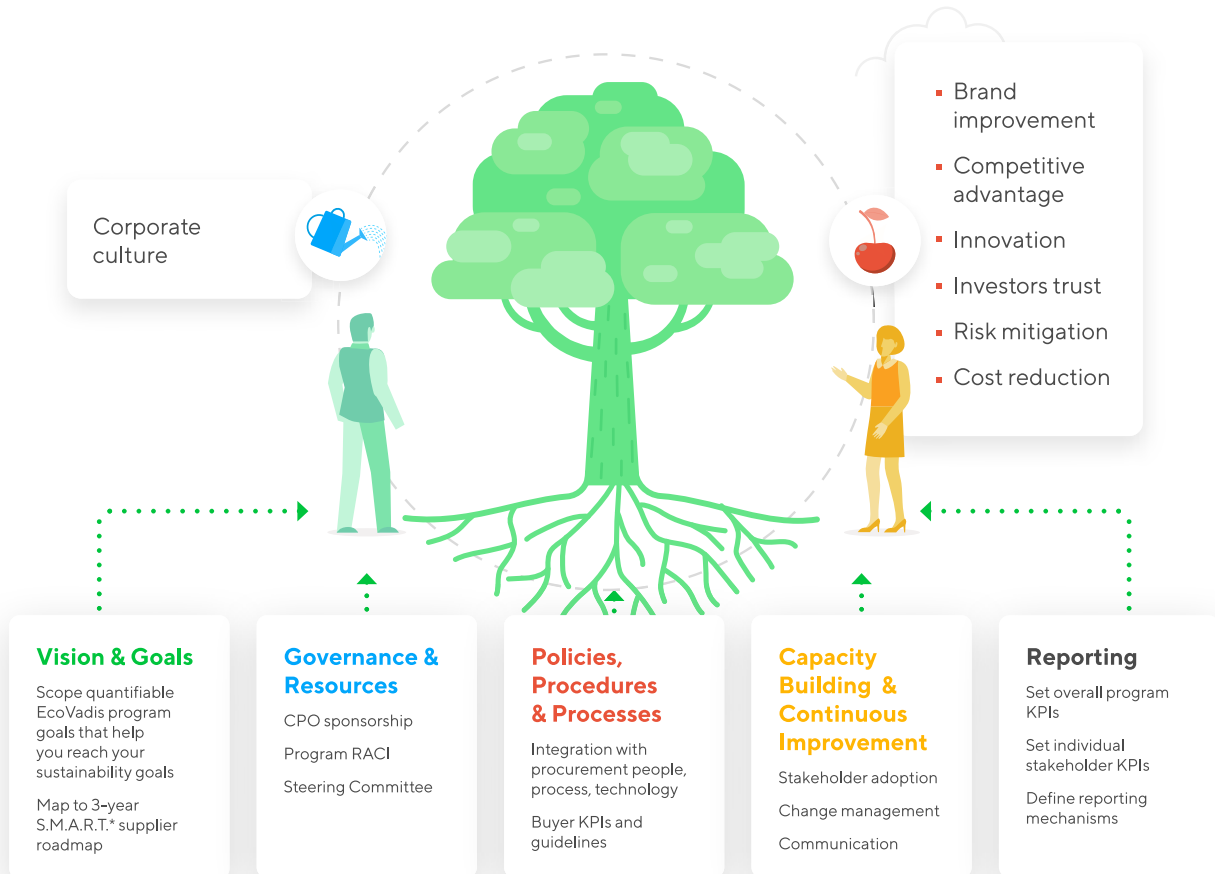 Corporate
culture
Brand
improvement
Competitive
advantage
Innovation
Investors trust
Risk mitigation
Cost reduction
Vision & Goals
Scope quantifiable
EcoVadis program
goals that help
you reach your
sustainability goals
Map to 3-year
S.M.A.R.T.* supplier
roadmap
Governance &
Resources
CPO sponsorship
Program RACI
Steering Committee
Policies,
Procedures
& Processes
Integration with
procurement people,
process, technology
Buyer KPIs and
guidelines
Capacity
Building &
Continuous
Improvement
Stakeholder adoption
Change management
Communication
Reporting
Set overall program
KPIs
Set individual
stakeholder KPIs
Define reporting
mechanisms